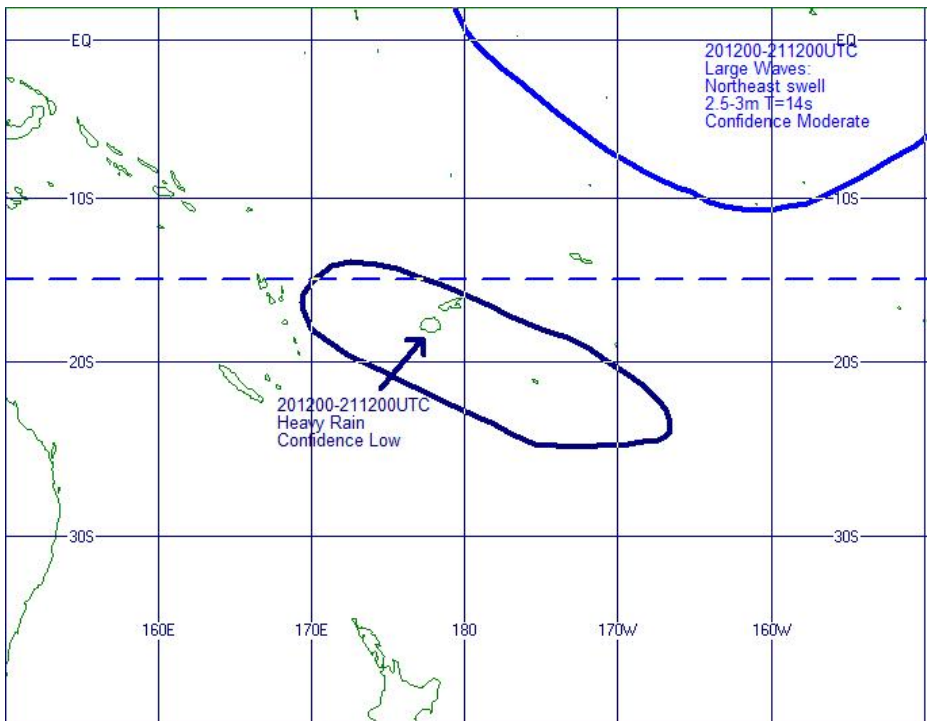 EQ
EQ
201200-211200UTC
Large Waves:
Northeast swell
2.5-3m T=14s
Confidence Moderate
10S
10S
20S
20S
201200-211200UTC
Heavy Rain
Confidence Low
30S
30S
160E
170E
180
170W
160W